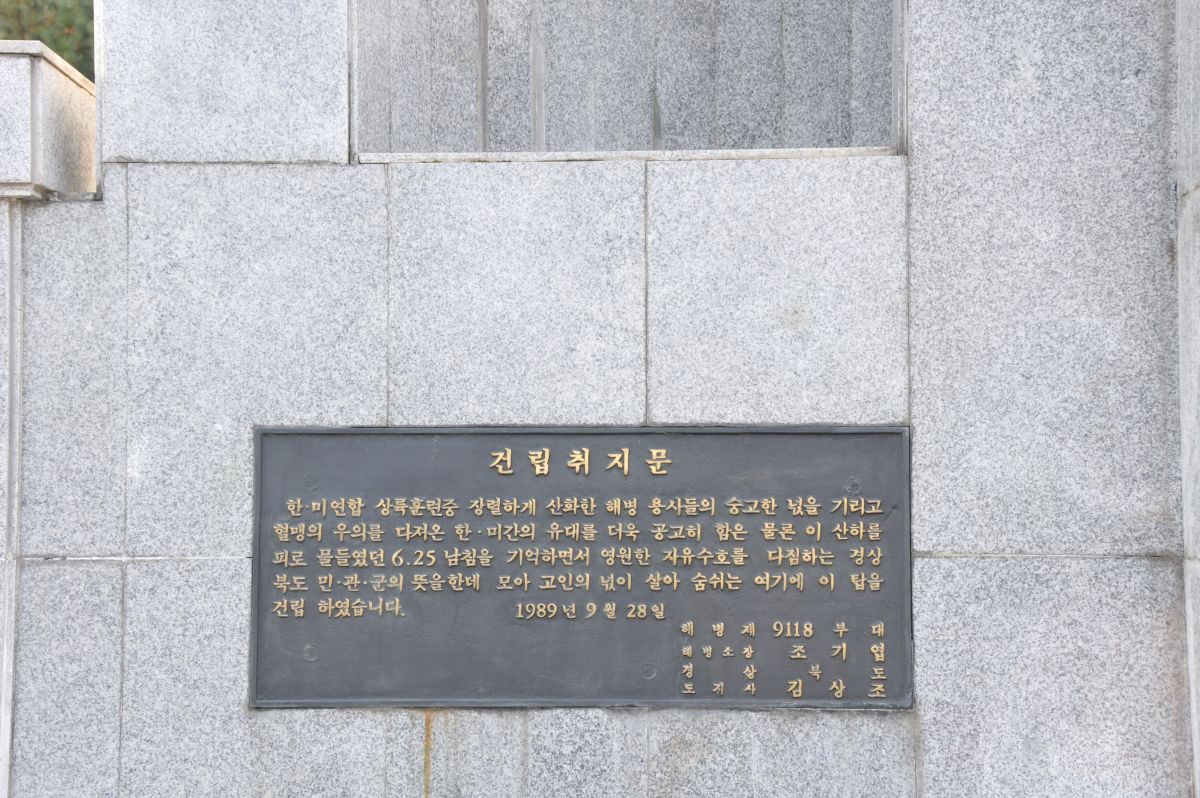 건립취지문
한·미연합 상륙훈련중 장렬하게 산화한 해병 용사들의 숭고한 넋을 기리고
혈맹의 우의를 다져온 한·미간의 유대를 더욱 공고히 함은 물론 이 산하를
피로 물들였던 6.25 남침을 기억하면서 영원한 자유수호를 다짐하는 경상
북도 민·관·군의 뜻을한데 모아 고인의 넋이 살아 숨쉬는 여기에 이 탑을
건립 하였습니다. 1989년 9월 28일
해병제 9118 부대
해병소장 조기엽
경상북도
도지사 김상조